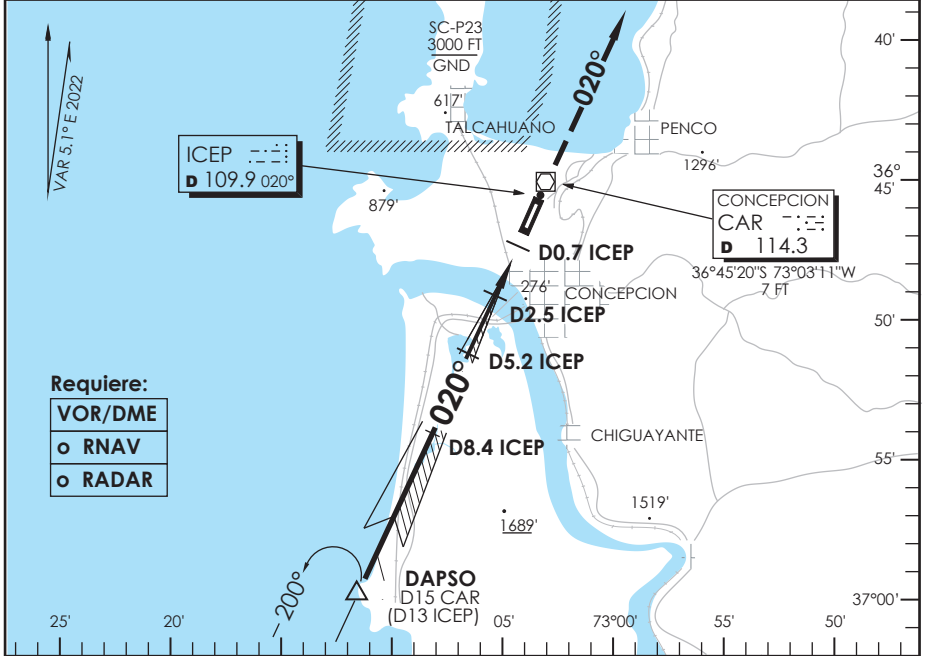 SC-P23
3000 FT
GND
40'
VAR 5.1° E 2022
617'
TALCAHUANO
020°
PENCO
1296'
ICEP
D 109.9 020°
36°
45'
879'
CONCEPCION
CAR
D 114.3
36°45'20"S 73°03'11"W
7 FT
D0.7 ICEP
276'
CONCEPCION
D2.5 ICEP
50'
D5.2 ICEP
Requiere:
VOR/DME
o RNAV
o RADAR
020°
D8.4 ICEP
CHIGUAYANTE
55'
1519'
1689'
200°
DAPSO
D15 CAR
(D13 ICEP)
37°00'
25'
20'
05'
73°00'
55'
50'